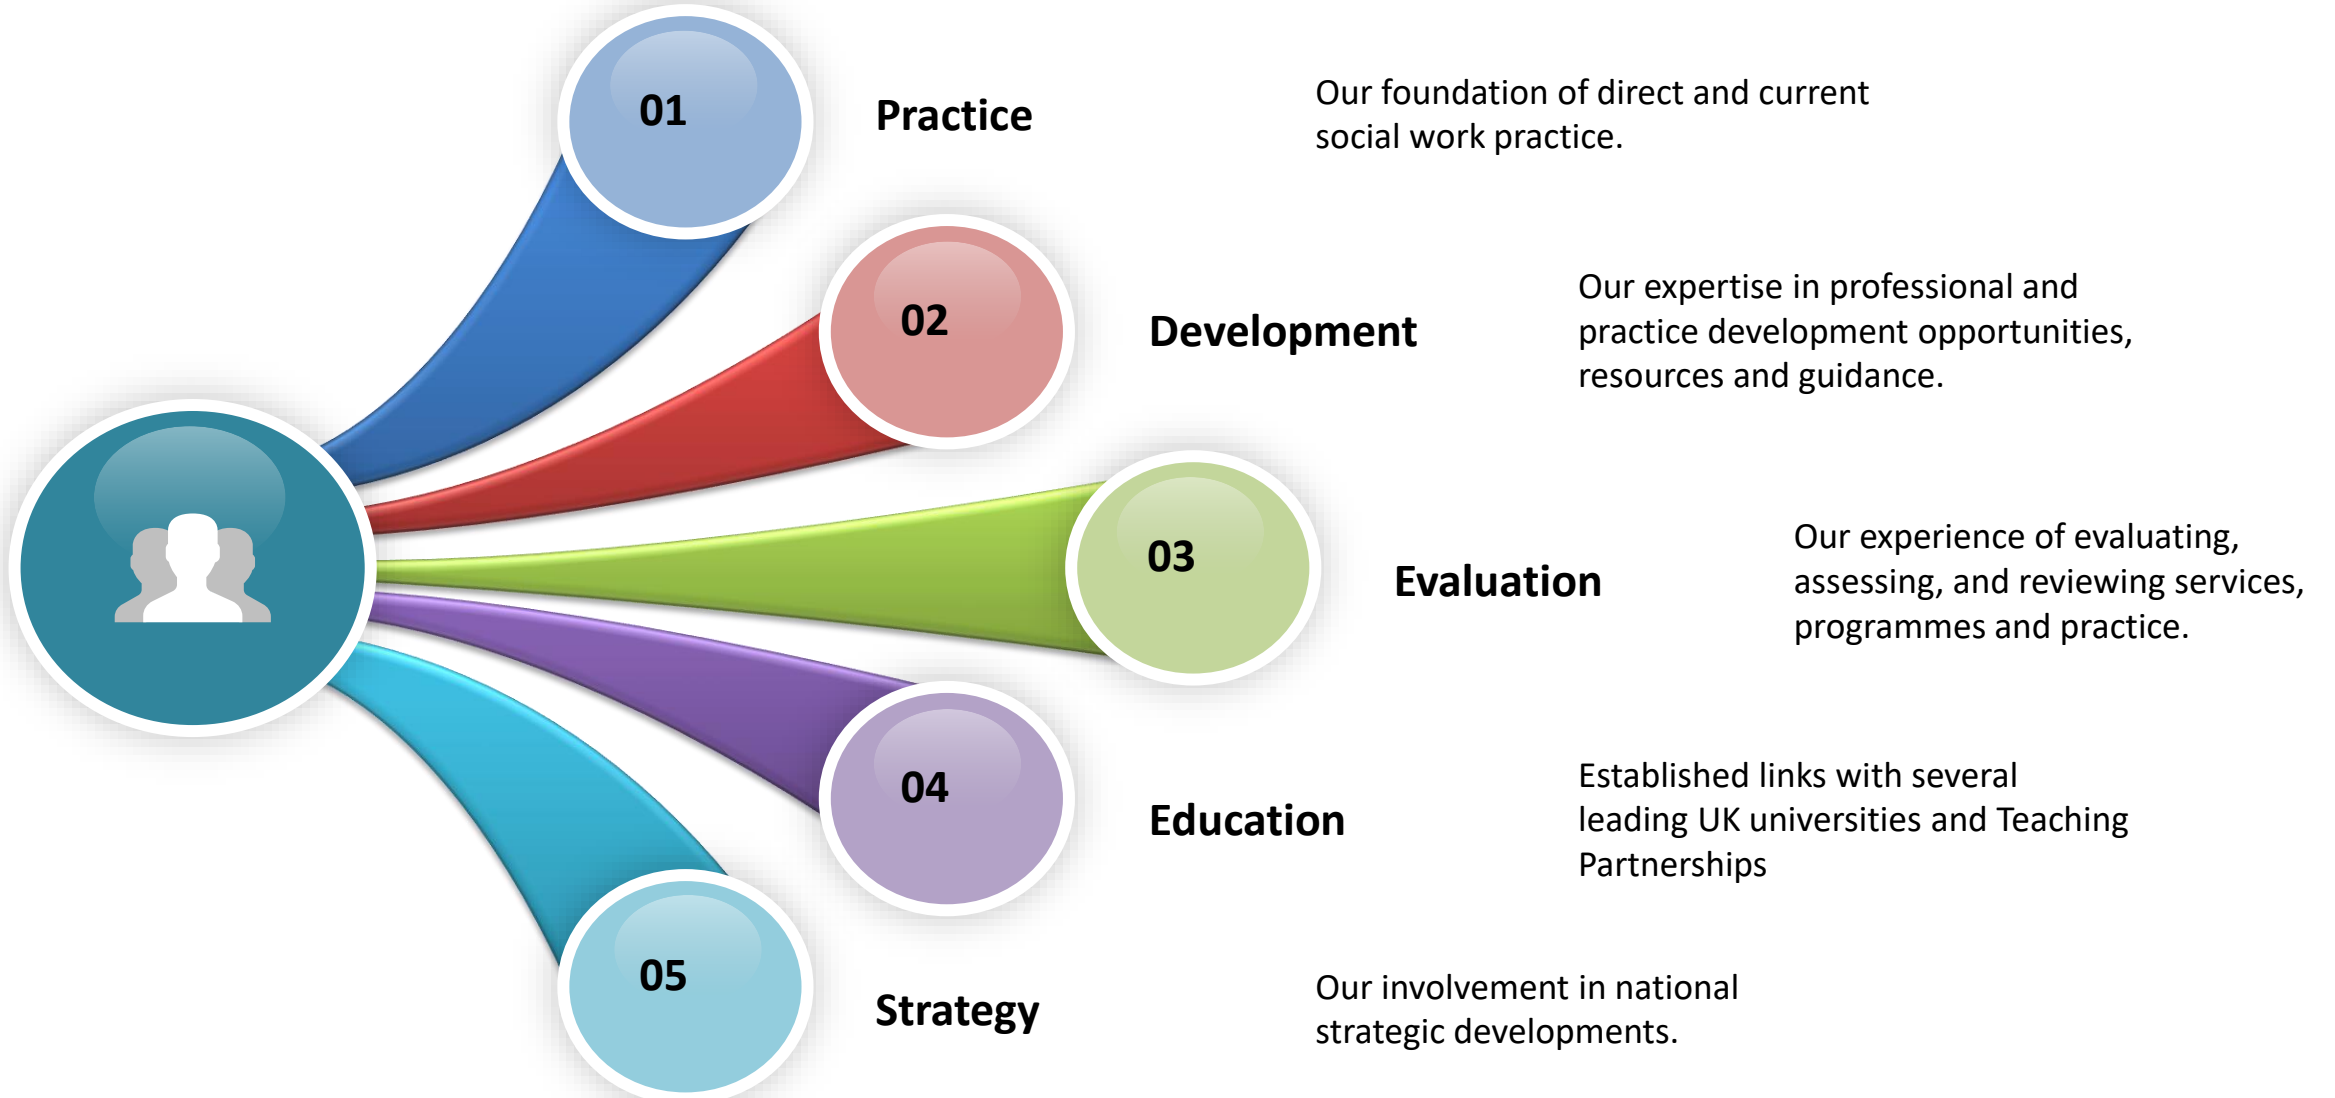 01
Practice
Our foundation of direct and current
social work practice.
02
Development
Our expertise in professional and
practice development opportunities,
resources and guidance.
03
Evaluation
Our experience of evaluating,
assessing, and reviewing services,
programmes and practice.
04
Education
Established links with several
leading UK universities and Teaching
Partnerships
05
Strategy
Our involvement in national
strategic developments.